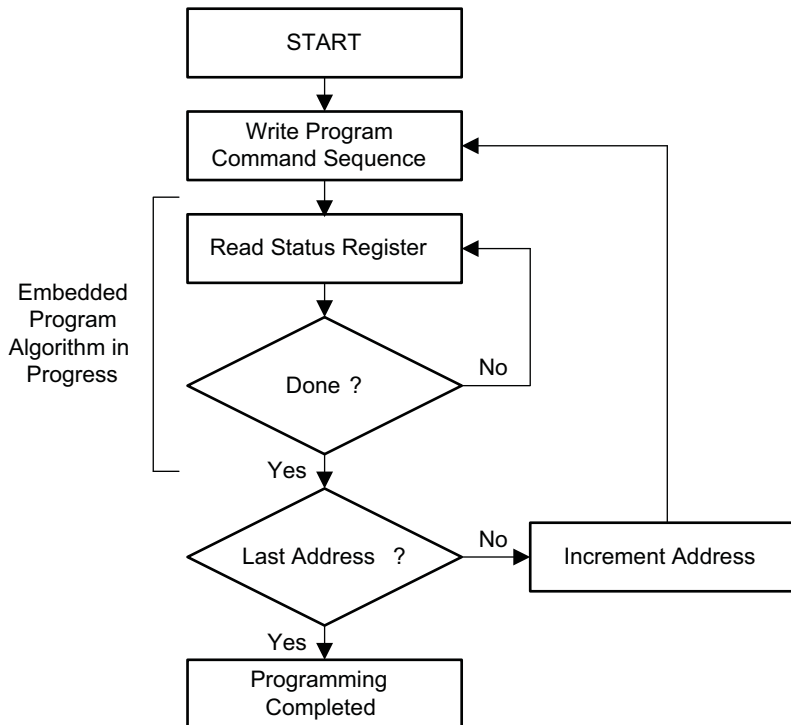 START
Write Program
Command Sequence
Read Status Register
Embedded
Program
Algorithm in
Progress
Done ?
No
Yes
Last Address ?
No
Increment Address
Yes
Programming
Completed